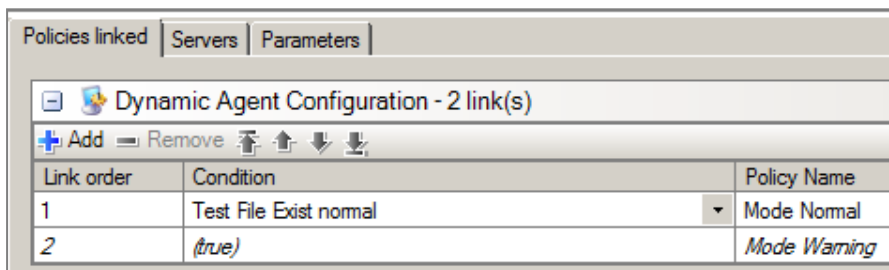 Policies linked Servers Parameters
Dynamic Agent Configuration - 2 link(s)
Add Remove
Link order Condition Policy Name
1 Test File Exist normal Mode Normal
2 (true) Mode Warning